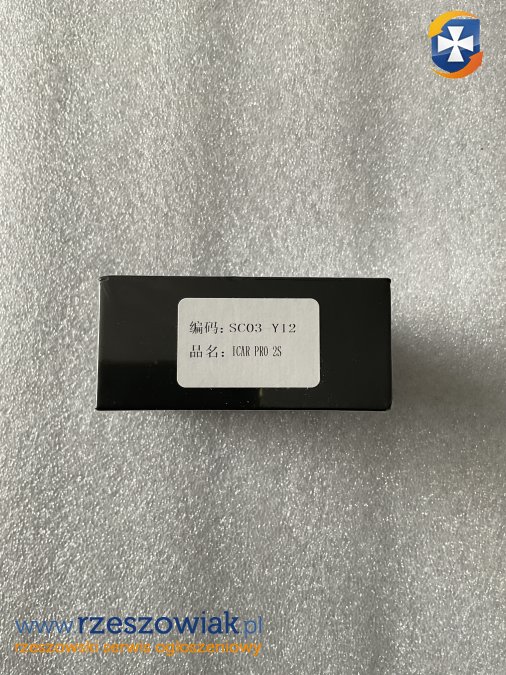 编码: SC03-Y12
品名: ICAR PRO 2S
www.rzeszowiak.pl
rzeszowski serwis ogłoszeniowy